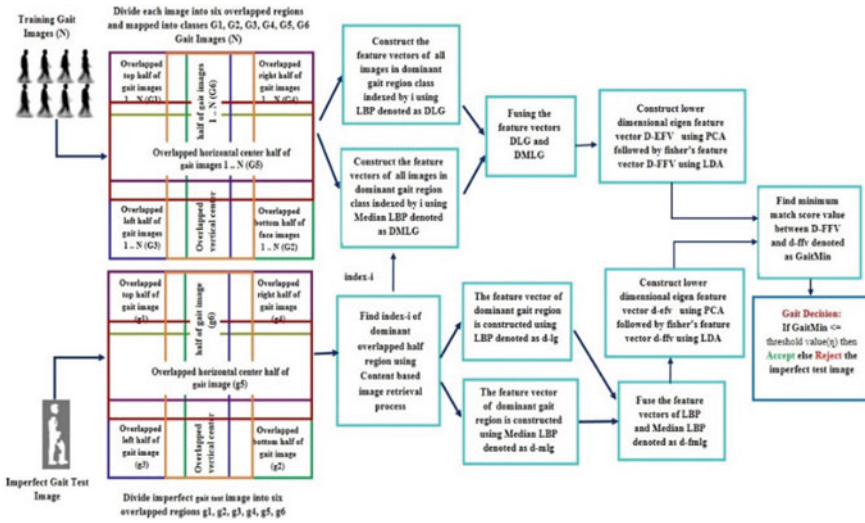 Training Gait
Images (N)
Divide each image into six overlapped regions
and mapped into classes G1, G2, G3, G4, G5, G6
Gait Images (N)
Overlapped
top half of
gait images
1 .. N (G1)
half of gait images
1 .. N (G6)
Overlapped
right half of
gait images
1 .. N (G4)
Overlapped horizontal center half of
gait images 1 .. N (G5)
Overlapped
left half of
gait images
1 .. N (G3)
Overlapped
vertical center
Overlapped
bottom half of
face images
1 .. N (G2)
Construct the
feature vectors of all
images in dominant
gait region class
indexed by i using
LBP denoted as DLG
Construct the feature
vectors of all images in
dominant gait region
class indexed by i using
Median LBP denoted
as DMLG
Fusing the
feature vectors
DLG and
DMLG
Construct lower
dimensional eigen feature
vector D-EFV using PCA
followed by fisher's feature
vector D-FFV using LDA
Find minimum
match score value
between D-FFV
and d-ffv denoted
as GaitMin
index-i
Overlapped
top half of
gait image
(g1)
half of gait image
(g6)
Overlapped
right half of
gait image
(g4)
Overlapped horizontal center half of
gait image (g5)
Overlapped
left half of
gait image
(g3)
Overlapped
vertical center
Overlapped
bottom half of
gait image
(g2)
Find index-i of
dominant
overlapped half
region using
Content based
image retrieval
process
The feature vector of
dominant gait region
is constructed using
LBP denoted as d-lg
The feature vector
of dominant gait
region is constructed
using Median LBP
denoted as d-mlg
Construct lower
dimensional eigen feature
vector d-efv using PCA
followed by fisher's feature
vector d-ffv using LDA
Fuse the feature
vectors of LBP
and Median LBP
denoted as d-fmlg
Gait Decision:
If GaitMin <=
threshold value(η) then
Accept else Reject the
imperfect test image
Imperfect Gait Test
Image
Divide imperfect gait test image into six
overlapped regions g1, g2, g3, g4, g5, g6